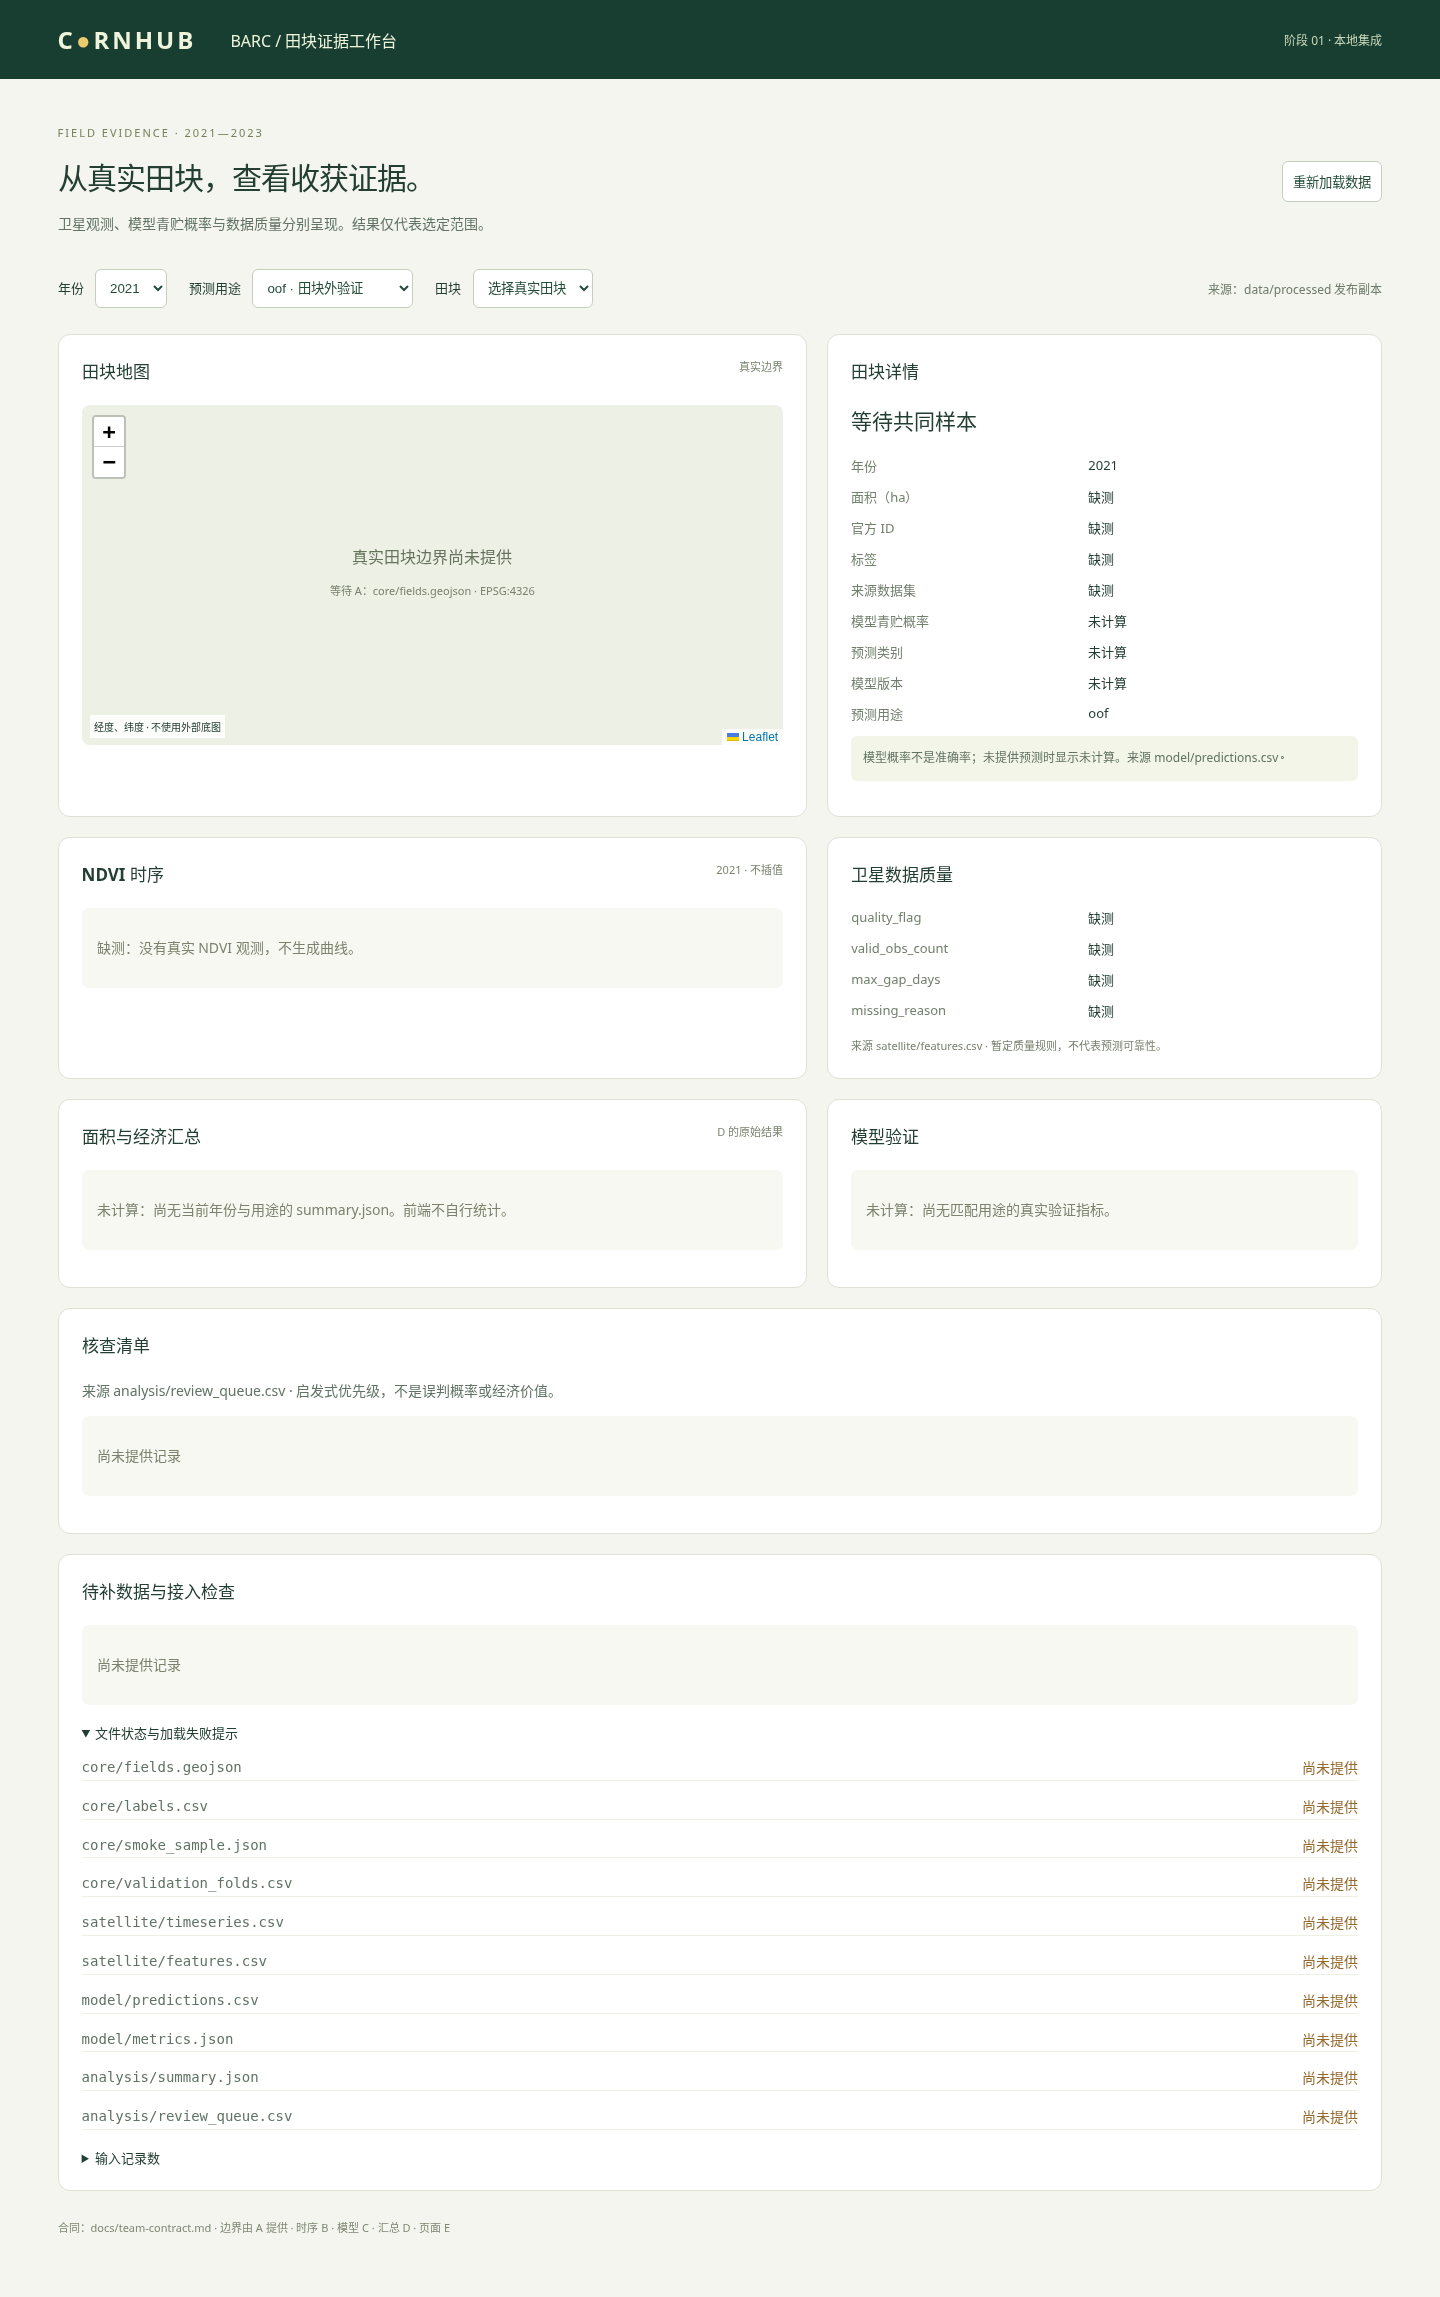 C●RNHUB
BARC / 田块证据工作台
阶段 01 · 本地集成
FIELD EVIDENCE · 2021—2023
从真实田块，查看收获证据。
重新加载数据
卫星观测、模型青贮概率与数据质量分别呈现。结果仅代表选定范围。
年份 2021 预测用途 oof · 田块外验证 田块 选择真实田块
来源：data/processed 发布副本
田块地图
真实边界
+
−
真实田块边界尚未提供
等待 A：core/fields.geojson · EPSG:4326
经度、纬度 · 不使用外部底图
Leaflet
田块详情
等待共同样本
年份 2021
面积（ha） 缺测
官方 ID 缺测
标签 缺测
来源数据集 缺测
模型青贮概率 未计算
预测类别 未计算
模型版本 未计算
预测用途 oof
模型概率不是准确率；未提供预测时显示未计算。来源 model/predictions.csv。
NDVI 时序
2021 · 不插值
缺测：没有真实 NDVI 观测，不生成曲线。
卫星数据质量
quality_flag 缺测
valid_obs_count 缺测
max_gap_days 缺测
missing_reason 缺测
来源 satellite/features.csv · 暂定质量规则，不代表预测可靠性。
面积与经济汇总
D 的原始结果
未计算：尚无当前年份与用途的 summary.json。前端不自行统计。
模型验证
未计算：尚无匹配用途的真实验证指标。
核查清单
来源 analysis/review_queue.csv · 启发式优先级，不是误判概率或经济价值。
尚未提供记录
待补数据与接入检查
尚未提供记录
▼ 文件状态与加载失败提示
core/fields.geojson 尚未提供
core/labels.csv 尚未提供
core/smoke_sample.json 尚未提供
core/validation_folds.csv 尚未提供
satellite/timeseries.csv 尚未提供
satellite/features.csv 尚未提供
model/predictions.csv 尚未提供
model/metrics.json 尚未提供
analysis/summary.json 尚未提供
analysis/review_queue.csv 尚未提供
▶ 输入记录数
合同：docs/team-contract.md · 边界由 A 提供 · 时序 B · 模型 C · 汇总 D · 页面 E